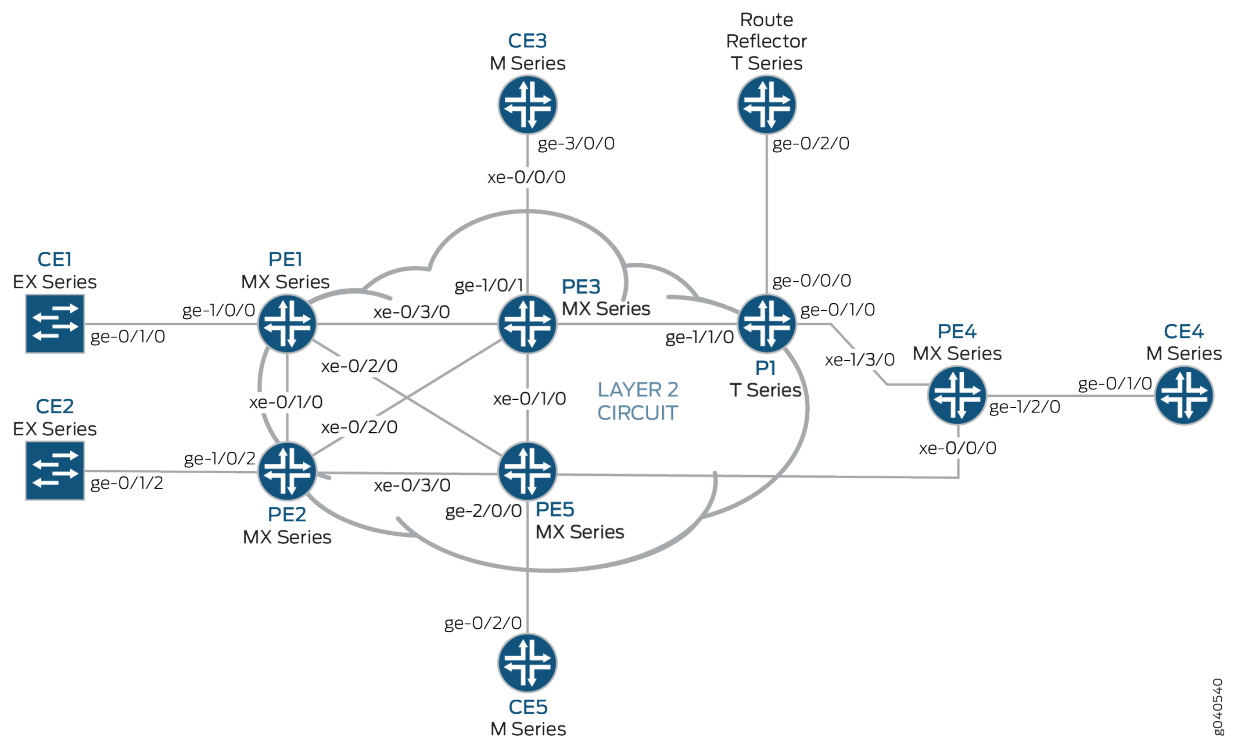 CE3
M Series
Route
Reflector
T Series
ge-3/0/0
ge-0/2/0
xe-0/0/0
CE1
EX Series
PE1
MX Series
ge-1/0/1
PE3
MX Series
ge-0/0/0
ge-1/0/0
xe-0/3/0
ge-0/1/0
ge-0/1/0
ge-1/1/0
PE4
MX Series
CE4
M Series
xe-0/2/0
P1
T Series
xe-1/3/0
ge-0/1/0
CE2
EX Series
xe-0/1/0
xe-0/1/0
LAYER 2
CIRCUIT
ge-1/2/0
xe-0/2/0
xe-0/0/0
ge-1/0/2
ge-0/1/2
xe-0/3/0
PE2
MX Series
ge-2/0/0
PE5
MX Series
ge-0/2/0
CE5
M Series
g040540